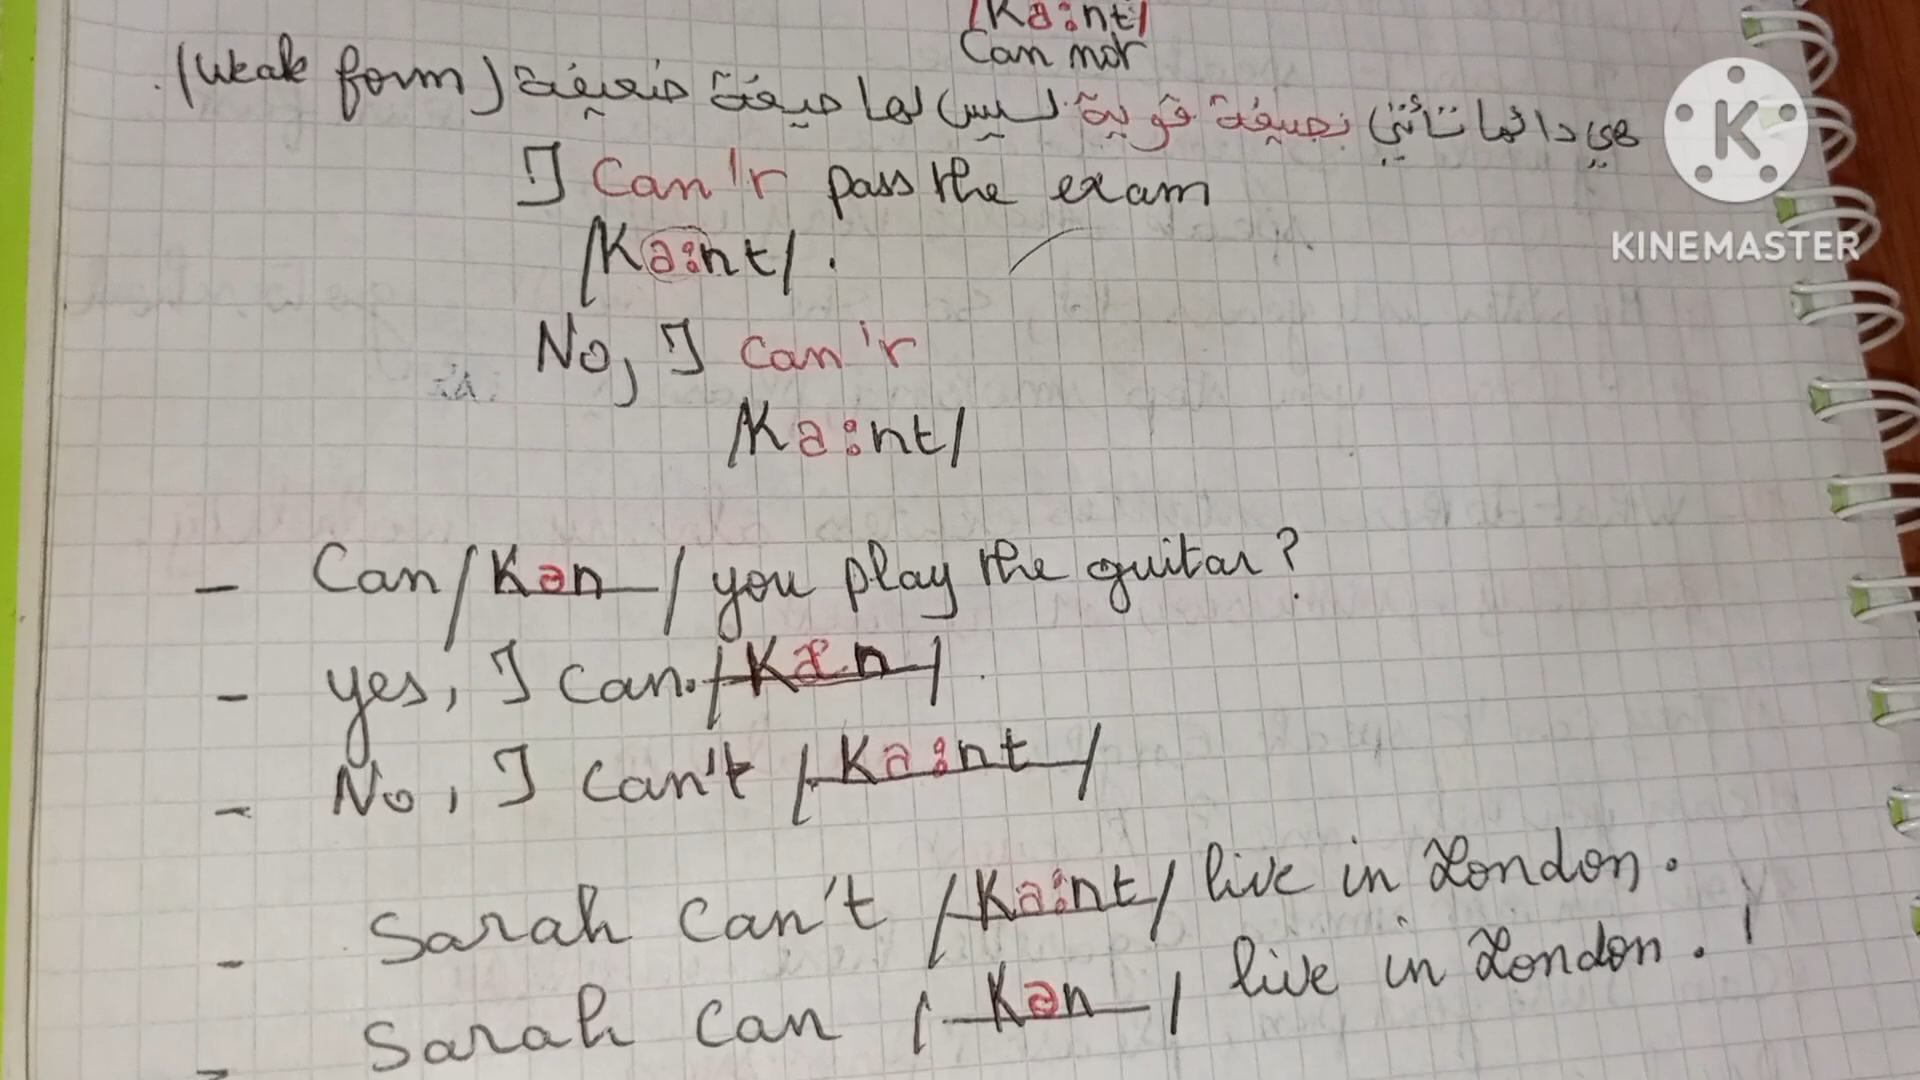 /Ka:nt/
Can not
هي دائما تأتي بصيغة قوية ليس لها صيغة ضعيفة (Weak form).
I Can't pass the exam
/Ka:nt/.
No, I can't
/Ka:nt/
- Can /Kən/ you play the guitar?
- yes, I can. /Kæn/.
- No, I can't /Ka:nt/
- Sarah can't /Ka:nt/ live in London.
- Sarah can /Kən/ live in London.
K
KINEMASTER